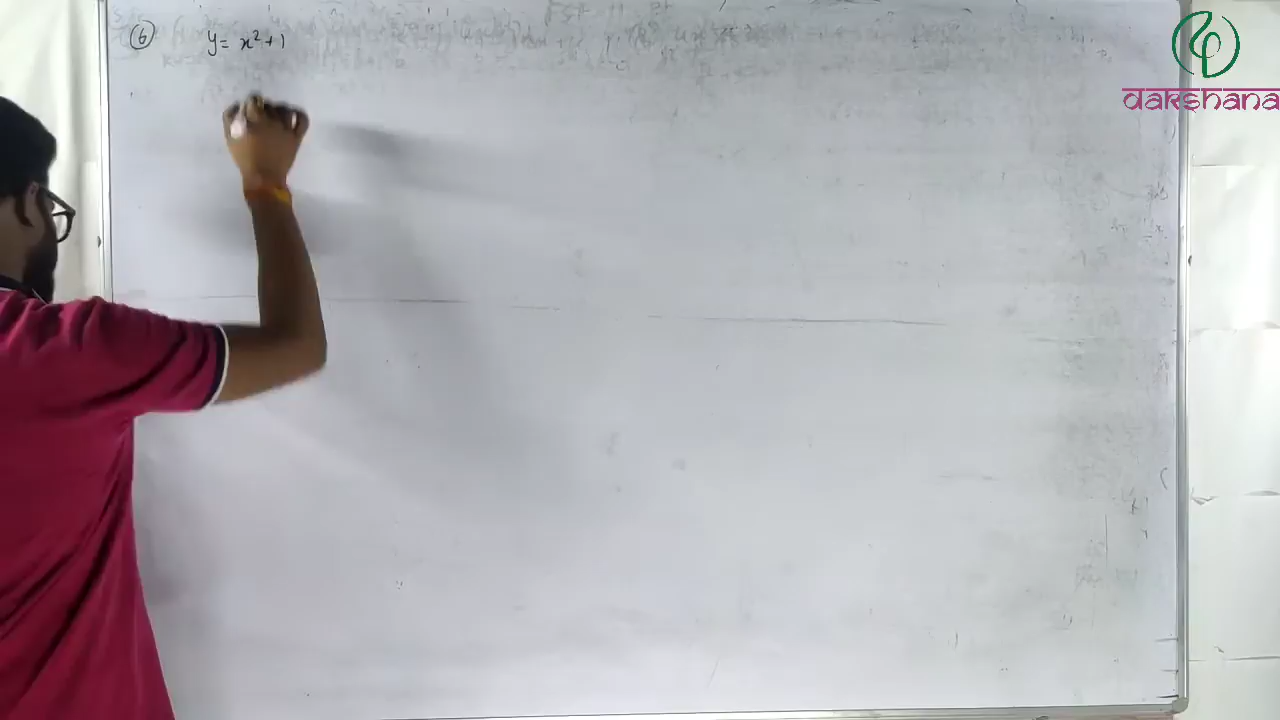 ⑥ y = x² + 1
dakshana